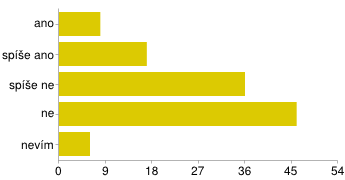 ano
spíše ano
spíše ne
ne
nevím
0 9 18 27 36 45 54